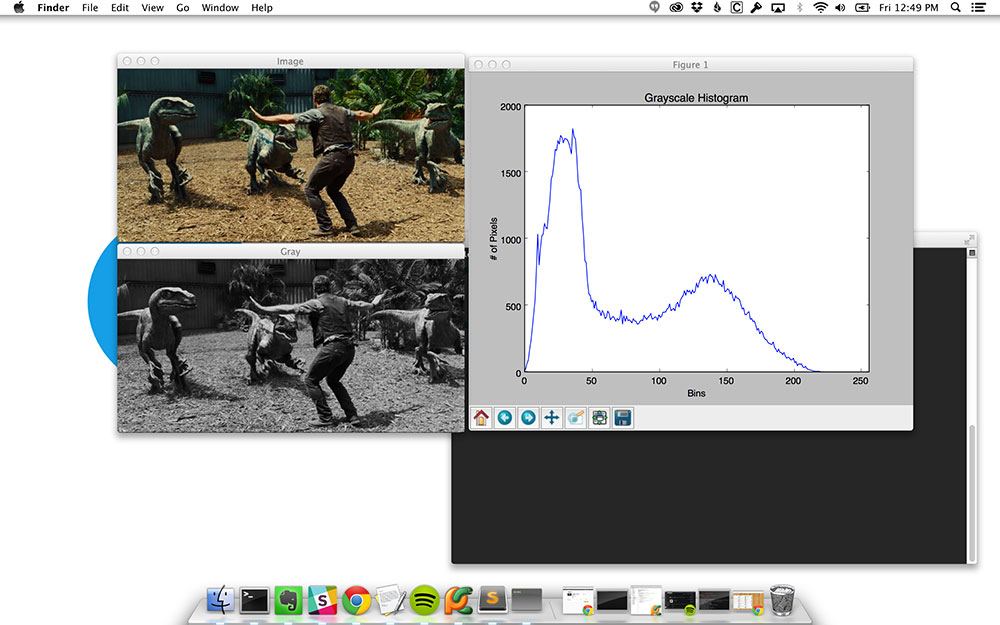 Finder File Edit View Go Window Help
Fri 12:49 PM
Image
Gray
Figure 1
Grayscale Histogram
2000
1500
1000
500
0
# of Pixels
0 50 100 150 200 250
Bins